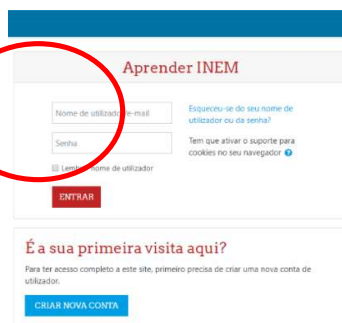 Aprender INEM
Nome de utilizador/e-mail
Senha
Lembrar nome de utilizador
ENTRAR
Esqueceu-se do seu nome de
utilizador ou da senha?
Tem que ativar o suporte para
cookies no seu navegador
É a sua primeira visita aqui?
Para ter acesso completo a este site, primeiro precisa de criar uma nova conta de
utilizador.
CRIAR NOVA CONTA